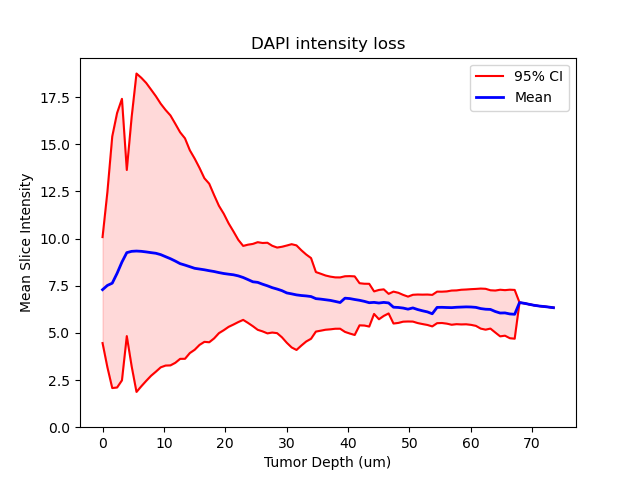 DAPI intensity loss
95% CI
Mean
Mean Slice Intensity
17.5
15.0
12.5
10.0
7.5
5.0
2.5
0.0
0 10 20 30 40 50 60 70
Tumor Depth (um)